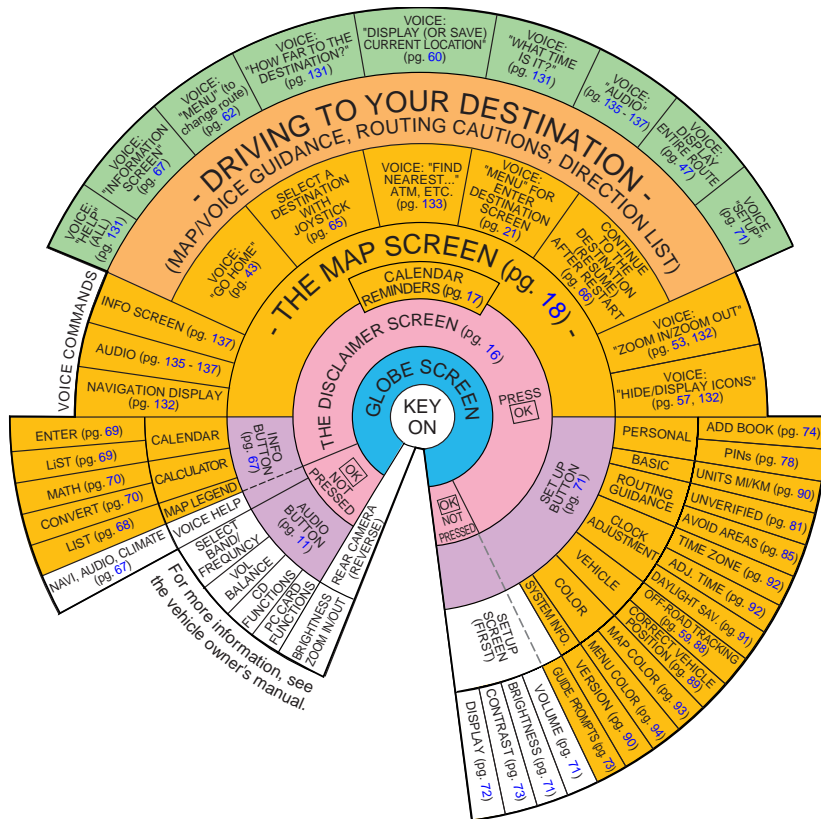 VOICE:
"HELP"
(ALL)
(pg. 131)
VOICE:
"INFORMATION
SCREEN"
(pg. 67)
VOICE:
"MENU" (to
change route)
(pg. 62)
VOICE:
"HOW FAR TO THE
DESTINATION?"
(pg. 131)
VOICE:
"DISPLAY (OR SAVE)
CURRENT LOCATION"
(pg. 60)
VOICE:
"WHAT TIME
IS IT?"
(pg. 131)
VOICE:
"AUDIO"
(pg. 135 - 137)
VOICE:
DISPLAY
ENTIRE ROUTE
(pg. 47)
VOICE
"SETUP"
(pg. 71)
- DRIVING TO YOUR DESTINATION -
(MAP/VOICE GUIDANCE, ROUTING CAUTIONS, DIRECTION LIST)
VOICE:
"GO HOME"
(pg. 43)
SELECT A
DESTINATION
WITH
JOYSTICK
(pg. 65)
VOICE: "FIND
NEAREST..."
ATM, ETC.
(pg. 133)
VOICE:
"MENU" FOR
ENTER
DESTINATION
SCREEN
(pg. 21)
CONTINUE
TO THE
DESTINATION
(RESUME)
AFTER RESTART
(pg. 66)
- THE MAP SCREEN (pg. 18) -
CALENDAR
REMINDERS (pg. 17)
THE DISCLAIMER SCREEN (pg. 16)
GLOBE SCREEN
KEY
ON
PRESS
OK
VOICE COMMANDS
INFO SCREEN (pg. 137)
AUDIO (pg. 135 - 137)
NAVIGATION DISPLAY
(pg. 132)
VOICE:
"ZOOM IN/ZOOM OUT"
(pg. 53, 132)
VOICE:
"HIDE/DISPLAY ICONS"
(pg. 57, 132)
ENTER (pg. 69)
LiST (pg. 69)
MATH (pg. 70)
CONVERT (pg. 70)
LIST (pg. 68)
NAVI, AUDIO, CLIMATE
(pg. 67)
CALENDAR
CALCULATOR
MAP LEGEND
VOICE HELP
SELECT
BAND/
FREQUNCY
VOL
BALANCE
CD
FUNCTIONS
PC CARD
FUNCTIONS
BRIGHTNESS
ZOOM IN/OUT
INFO
BUTTON
(pg. 67)
AUDIO
BUTTON
(pg. 11)
OK
NOT
PRESSED
REAR CAMERA
(REVERSE)
For more information, see
the vehicle owner's manual.
OK
NOT
PRESSED
SET UP
BUTTON
(pg. 71)
SETUP
SCREEN
(FIRST)
PERSONAL
BASIC
ROUTING
GUIDANCE
CLOCK
ADJUSTMENT
VEHICLE
COLOR
SYSTEM INFO.
ADD BOOK (pg. 74)
PINs (pg. 78)
UNITS MI/KM (pg. 90)
UNVERIFIED (pg. 81)
AVOID AREAS (pg. 85)
TIME ZONE (pg. 92)
ADJ. TIME (pg. 92)
DAYLIGHT SAV. (pg. 91)
OFF-ROAD TRACKING
(pg. 59, 88)
CORRECT VEHICLE
POSITION (pg. 89)
MAP COLOR (pg. 93)
MENU COLOR (pg. 94)
VERSION (pg. 90)
GUIDE PROMPTS (pg. 73)
VOLUME (pg. 71)
BRIGHTNESS (pg. 71)
CONTRAST (pg. 73)
DISPLAY (pg. 72)